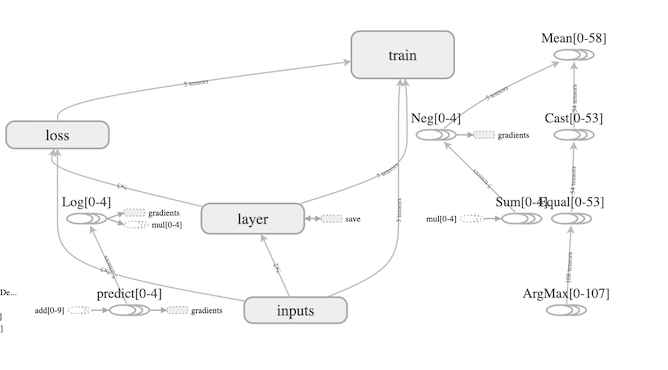 Mean[0-58]
train
5 tensors
5 tensors
54 tensors
Neg[0-4]
Cast[0-53]
gradients
loss
7 tensors
54 tensors
Log[0-4]
gradients
mul[0-4]
layer
save
3 tensors
mul[0-4]
Sum[0-4]
Equal[0-53]
108 tensors
De...
]
]
predict[0-4]
add[0-9]
gradients
inputs
ArgMax[0-107]